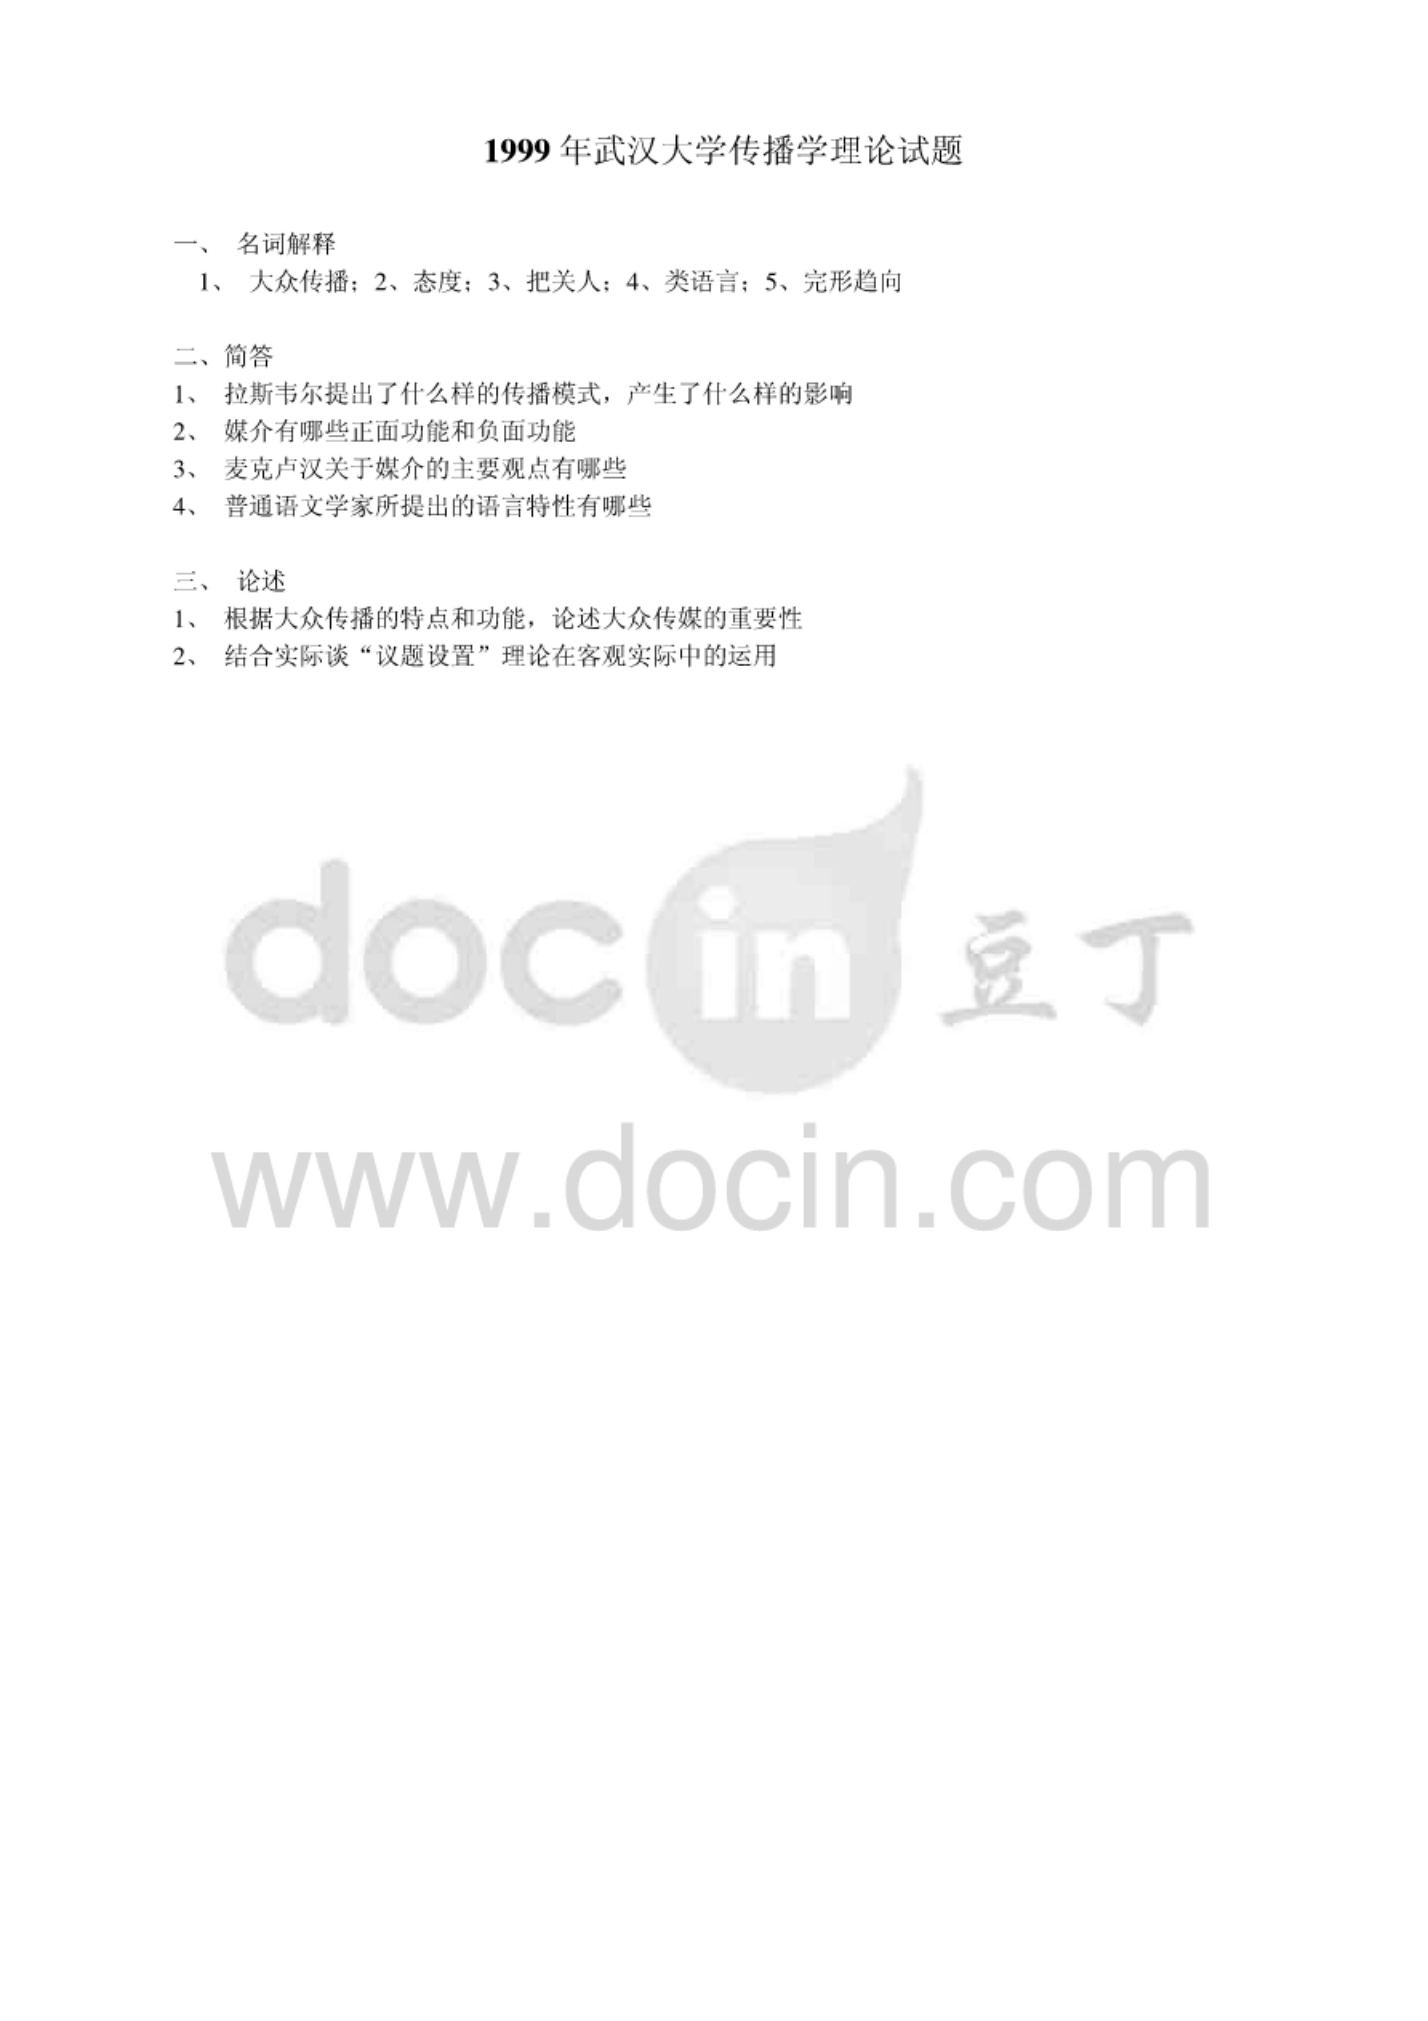 1999 年武汉大学传播学理论试题
一、 名词解释
1、 大众传播；2、态度；3、把关人；4、类语言；5、完形趋向
二、简答
1、 拉斯韦尔提出了什么样的传播模式，产生了什么样的影响
2、 媒介有哪些正面功能和负面功能
3、 麦克卢汉关于媒介的主要观点有哪些
4、 普通语文学家所提出的语言特性有哪些
三、 论述
1、 根据大众传播的特点和功能，论述大众传媒的重要性
2、 结合实际谈“议题设置”理论在客观实际中的运用
docin 豆丁
www.docin.com